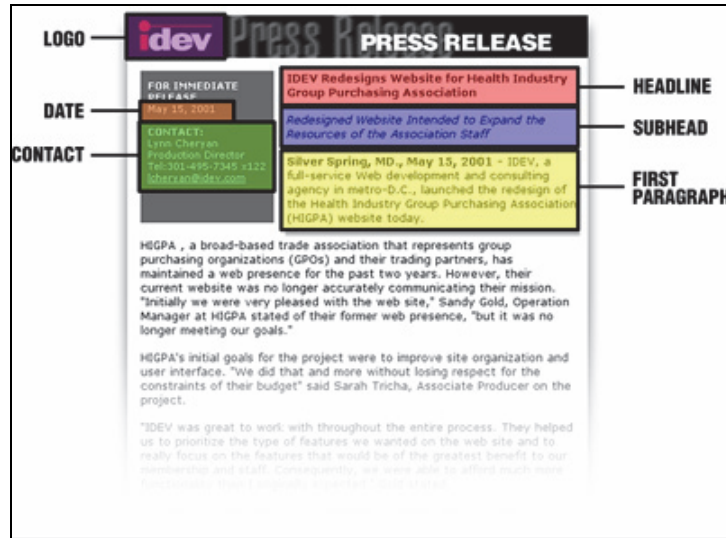 LOGO
idev
Press Release
PRESS RELEASE
FOR IMMEDIATE
RELEASE
DATE
May 15, 2001
CONTACT
CONTACT:
Lynn Cheryan
Production Director
Tel:301-495-7345 x122
lcheryan@idev.com
IDEV Redesigns Website for Health Industry
Group Purchasing Association
HEADLINE
Redesigned Website Intended to Expand the
Resources of the Association Staff
SUBHEAD
Silver Spring, MD., May 15, 2001 - IDEV, a
full-service Web development and consulting
agency in metro-D.C., launched the redesign of
the Health Industry Group Purchasing Association
(HIGPA) website today.
FIRST
PARAGRAPH
HIGPA , a broad-based trade association that represents group
purchasing organizations (GPOs) and their trading partners, has
maintained a web presence for the past two years. However, their
current website was no longer accurately communicating their mission.
"Initially we were very pleased with the web site," Sandy Gold, Operation
Manager at HIGPA stated of their former web presence, "but it was no
longer meeting our goals."
HIGPA's initial goals for the project were to improve site organization and
user interface. "We did that and more without losing respect for the
constraints of their budget" said Sarah Tricha, Associate Producer on the
project.
"IDEV was great to work with throughout the entire process. They helped
us to prioritize the type of features we wanted on the web site and to
really focus on the features that would be of the greatest benefit to our
membership and staff. Consequently, we were able to afford much more